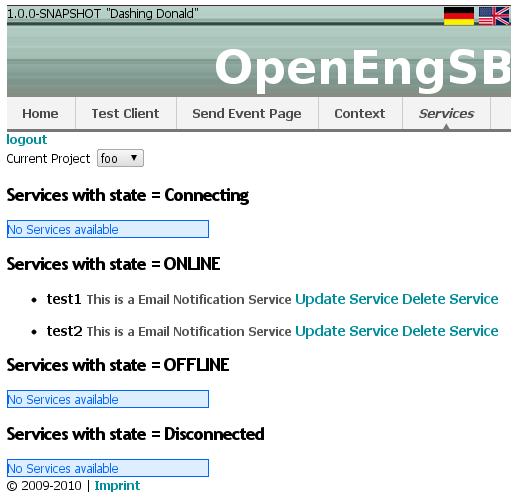 1.0.0-SNAPSHOT "Dashing Donald"
OpenEngSB
Home Test Client Send Event Page Context Services
logout
Current Project foo
Services with state = Connecting
No Services available
Services with state = ONLINE
test1 This is a Email Notification Service Update Service Delete Service
test2 This is a Email Notification Service Update Service Delete Service
Services with state = OFFLINE
No Services available
Services with state = Disconnected
No Services available
© 2009-2010 | Imprint